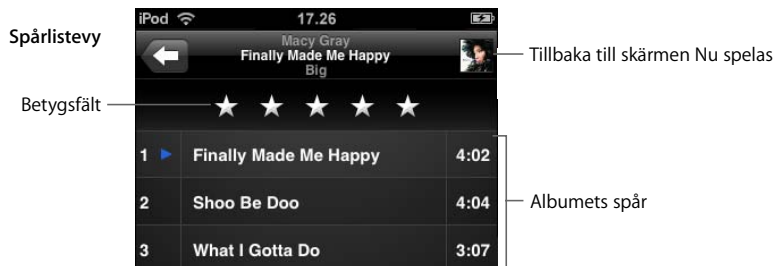 iPod 17.26
Spårlistevy
Macy Gray
Finally Made Me Happy
Big
Tillbaka till skärmen Nu spelas
Betygsfält
1 Finally Made Me Happy 4:02
2 Shoo Be Doo 4:04
Albumets spår
3 What I Gotta Do 3:07